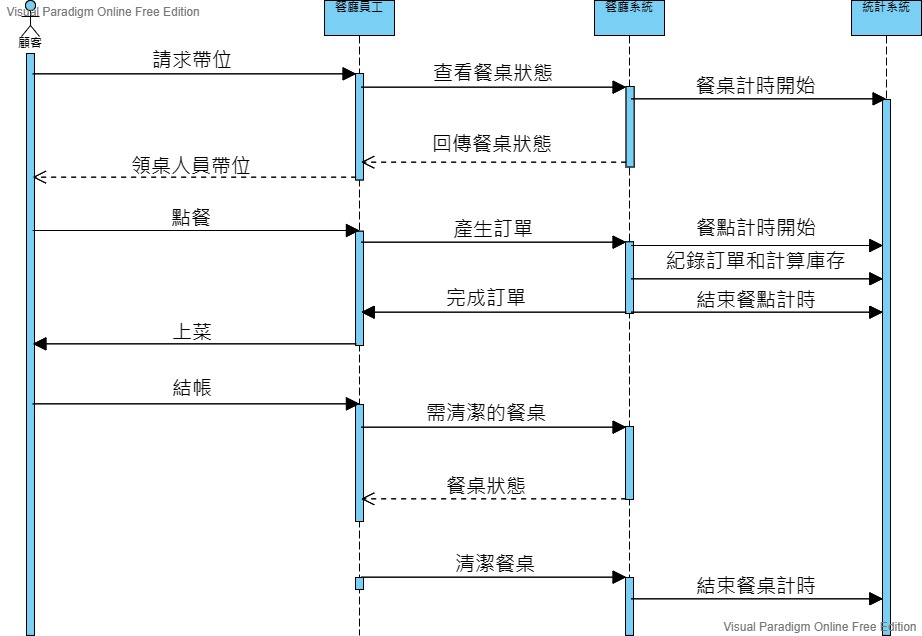 Visual Paradigm Online Free Edition
顧客
餐廳員工
餐廳系統
統計系統
請求帶位
查看餐桌狀態
餐桌計時開始
回傳餐桌狀態
領桌人員帶位
點餐
產生訂單
餐點計時開始
紀錄訂單和計算庫存
完成訂單
結束餐點計時
上菜
結帳
需清潔的餐桌
餐桌狀態
清潔餐桌
結束餐桌計時
Visual Paradigm Online Free Edition